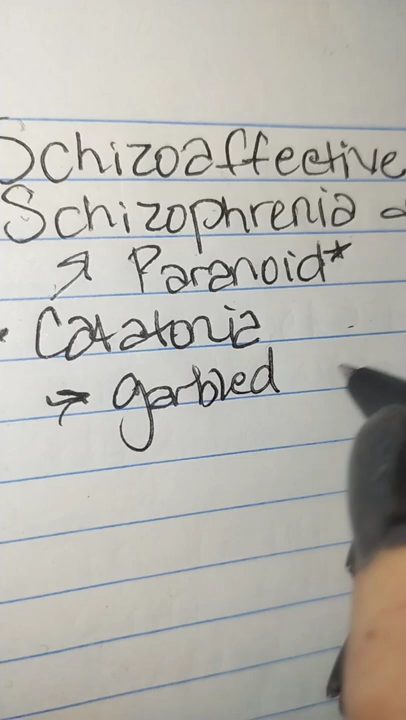 Schizoaffective
Schizophrenia
→ Paranoid*
• Catatonia
→ garbled